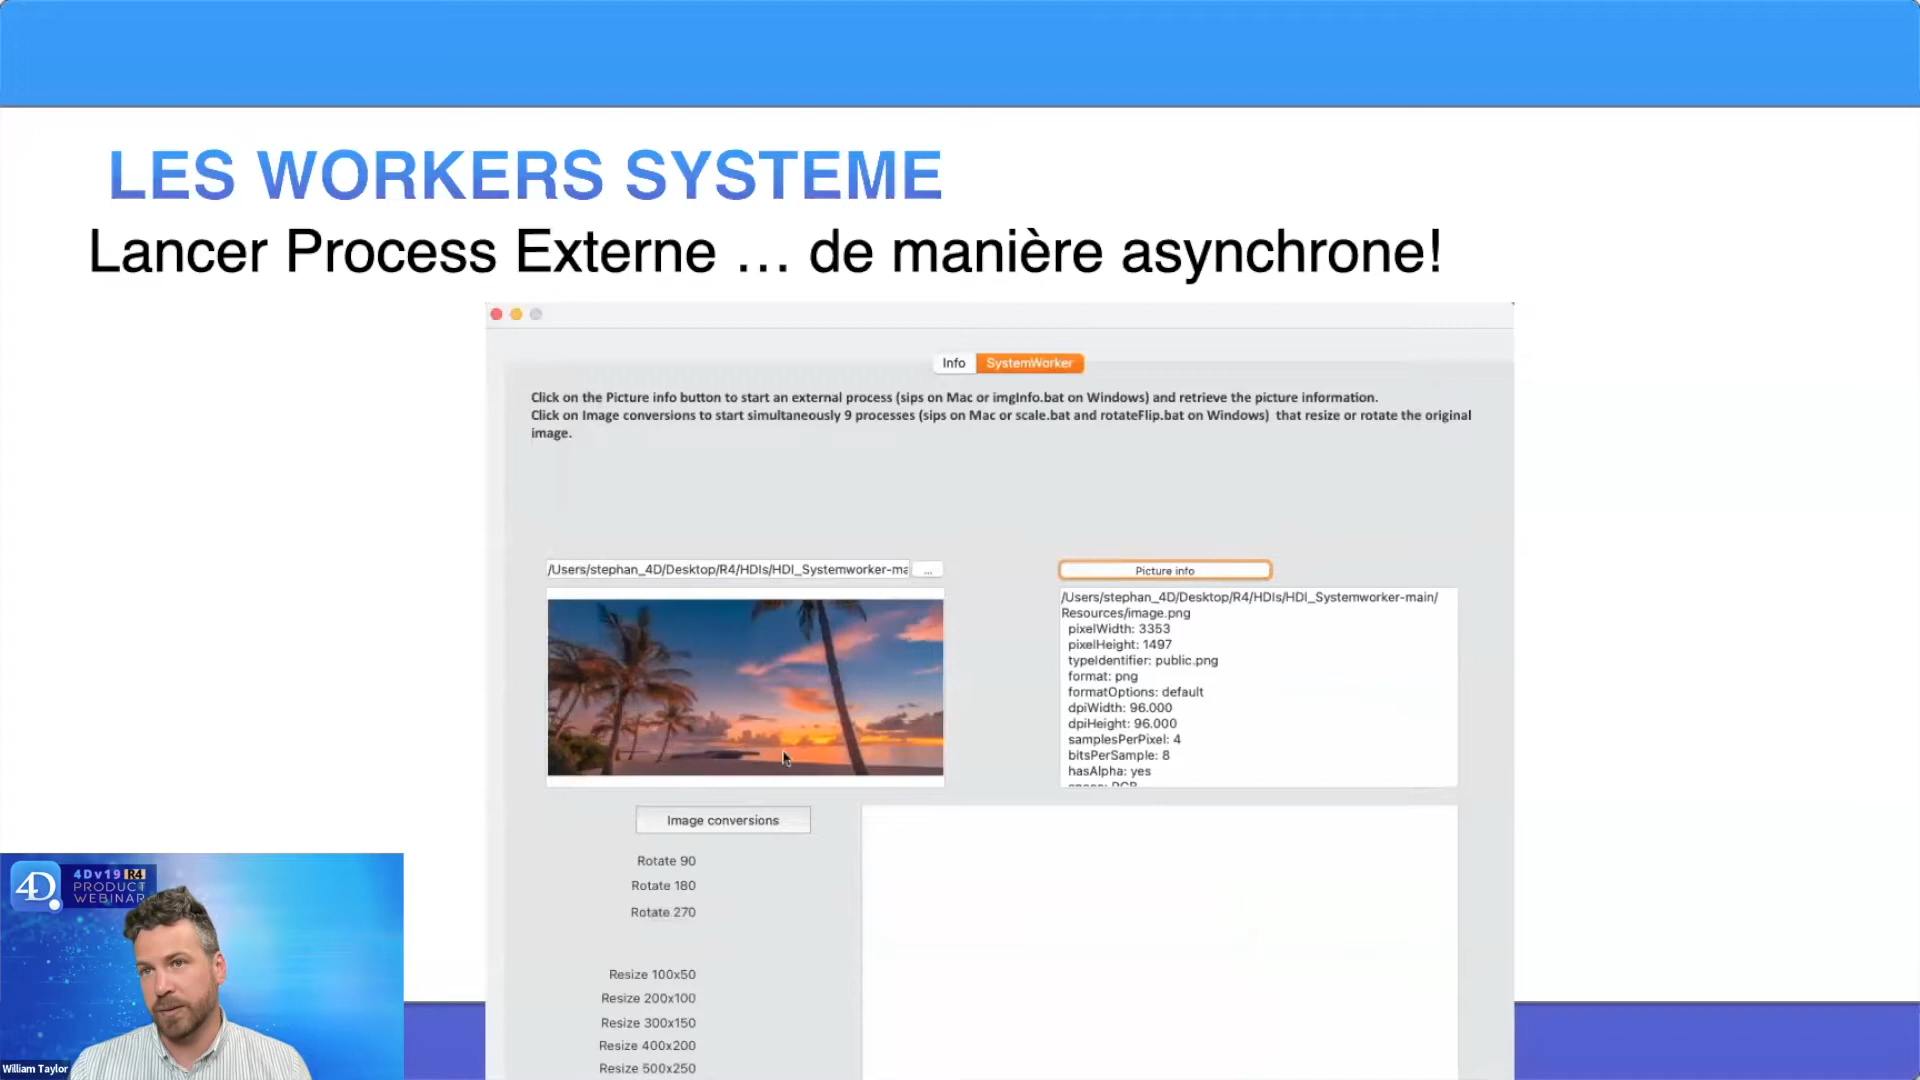 LES WORKERS SYSTEME
Lancer Process Externe ... de manière asynchrone!
Info
SystemWorker
Click on the Picture info button to start an external process (sips on Mac or imgInfo.bat on Windows) and retrieve the picture information.
Click on Image conversions to start simultaneously 9 processes (sips on Mac or scale.bat and rotateFlip.bat on Windows) that resize or rotate the original
image.
/Users/stephan_4D/Desktop/R4/HDIs/HDI_Systemworker-ma
...
Picture info
/Users/stephan_4D/Desktop/R4/HDIs/HDI_Systemworker-main/
Resources/image.png
pixelWidth: 3353
pixelHeight: 1497
typeIdentifier: public.png
format: png
formatOptions: default
dpiWidth: 96.000
dpiHeight: 96.000
samplesPerPixel: 4
bitsPerSample: 8
hasAlpha: yes
Image conversions
Rotate 90
Rotate 180
Rotate 270
Resize 100x50
Resize 200x100
Resize 300x150
Resize 400x200
Resize 500x250
4D
4Dv19 R4
PRODUCT
WEBINAR
William Taylor